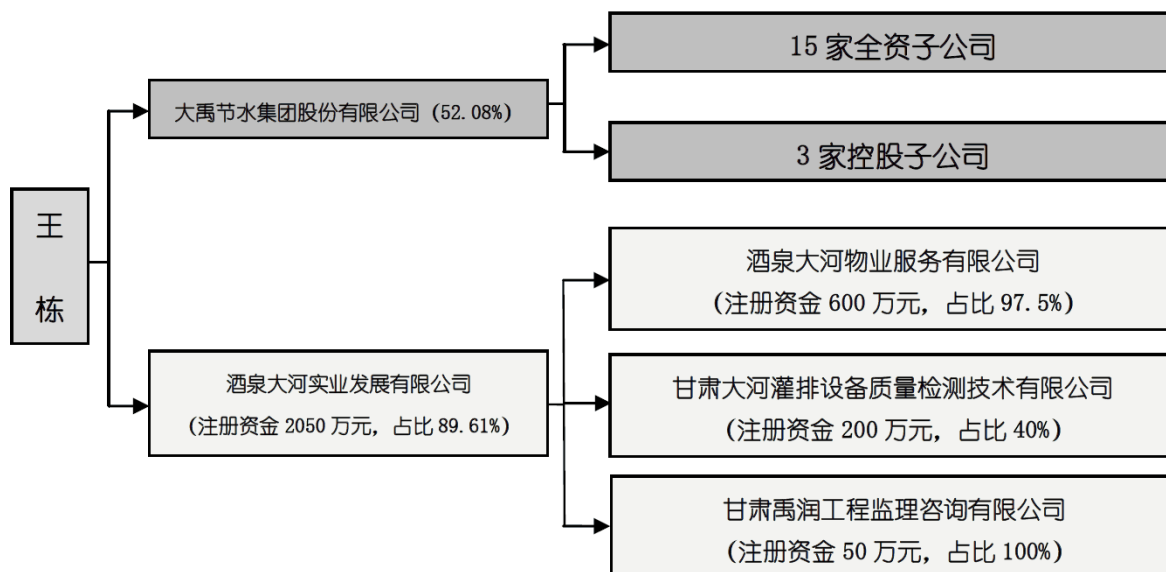 15 家全资子公司
大禹节水集团股份有限公司 (52.08%)
3 家控股子公司
王
栋
酒泉大河物业服务有限公司
(注册资金 600 万元, 占比 97.5%)
酒泉大河实业发展有限公司
(注册资金 2050 万元, 占比 89.61%)
甘肃大河灌排设备质量检测技术有限公司
(注册资金 200 万元, 占比 40%)
甘肃禹润工程监理咨询有限公司
(注册资金 50 万元, 占比 100%)